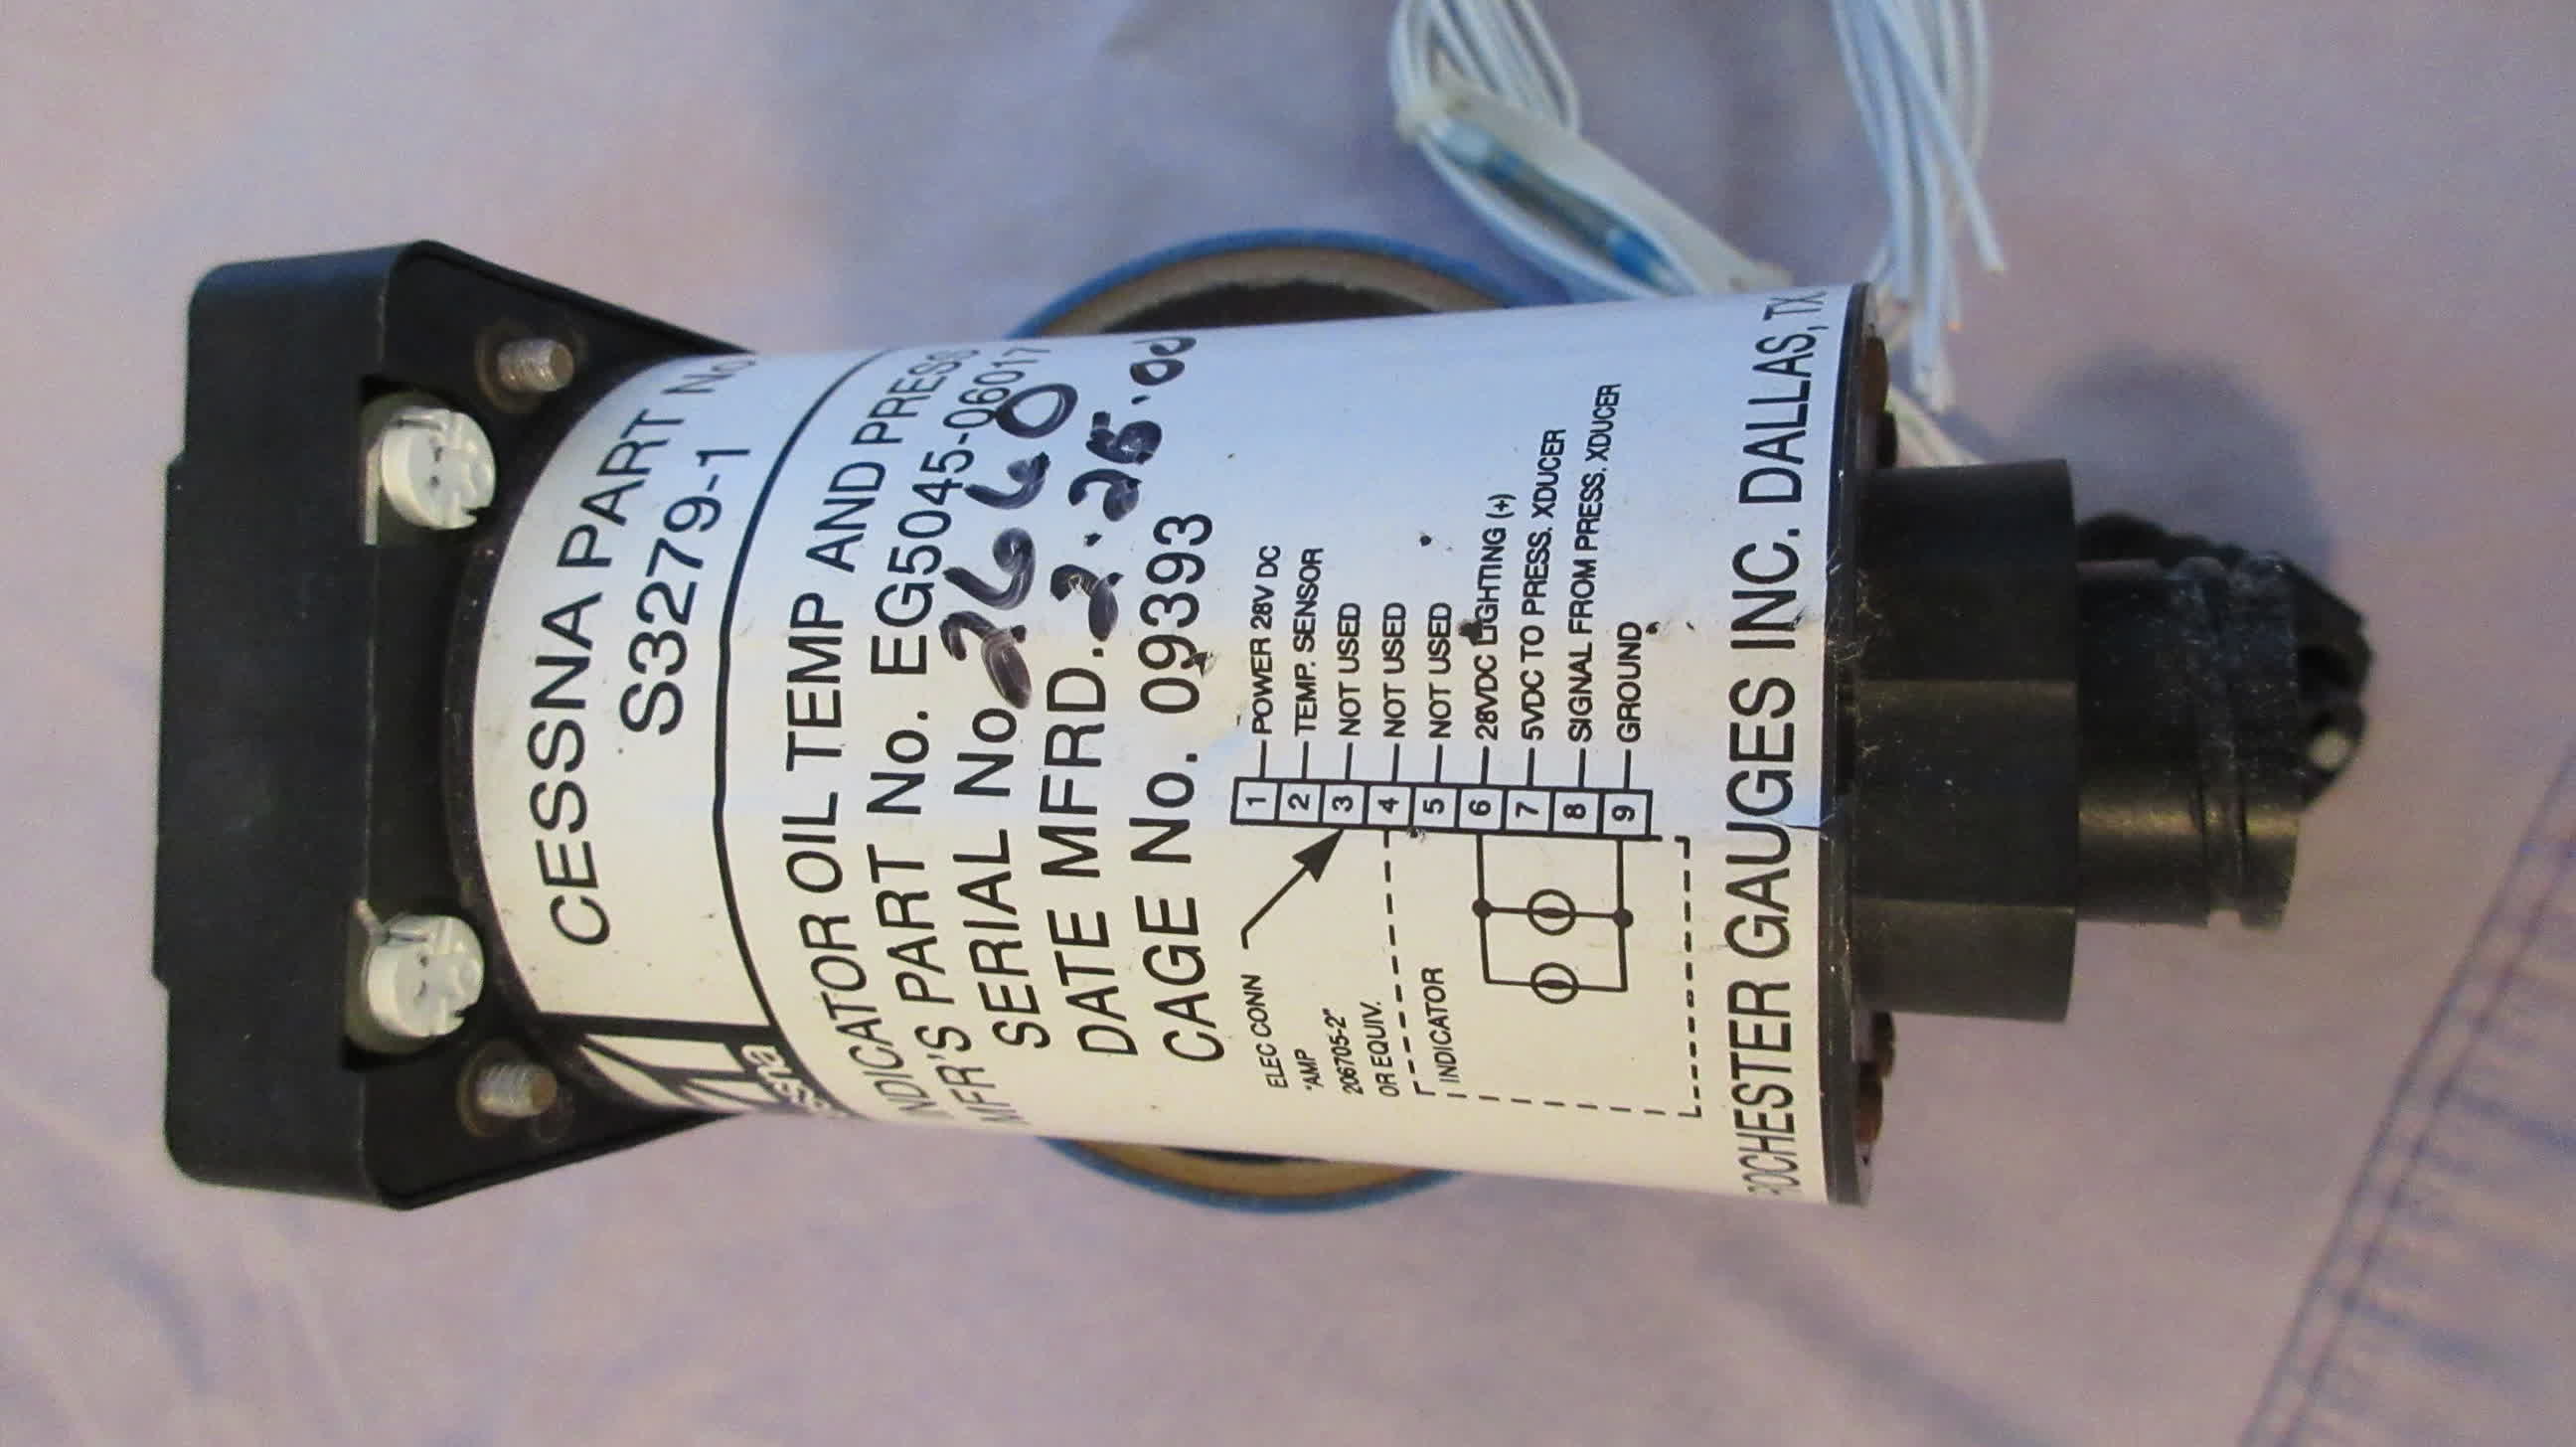 CESSNA PART No
S3279-1
essna
INDICATOR OIL TEMP AND PRESS
MFR'S PART No. EG5045-06017
SERIAL No 2660
DATE MFRD. 2.25.00
CAGE No. 09393
ELEC CONN
"AMP
206705-2"
OR EQUIV.
INDICATOR
1 POWER 28V DC
2 TEMP. SENSOR
3 NOT USED
4 NOT USED
5 NOT USED
6 28VDC LIGHTING (+)
7 5VDC TO PRESS. XDUCER
8 SIGNAL FROM PRESS. XDUCER
9 GROUND
ROCHESTER GAUGES INC. DALLAS, TX